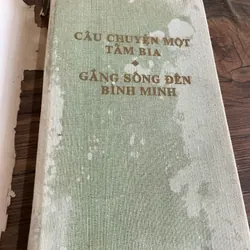 CÂU CHUYỆN MỘT
TẤM BIA
GẮNG SỐNG ĐẾN
BÌNH MINH